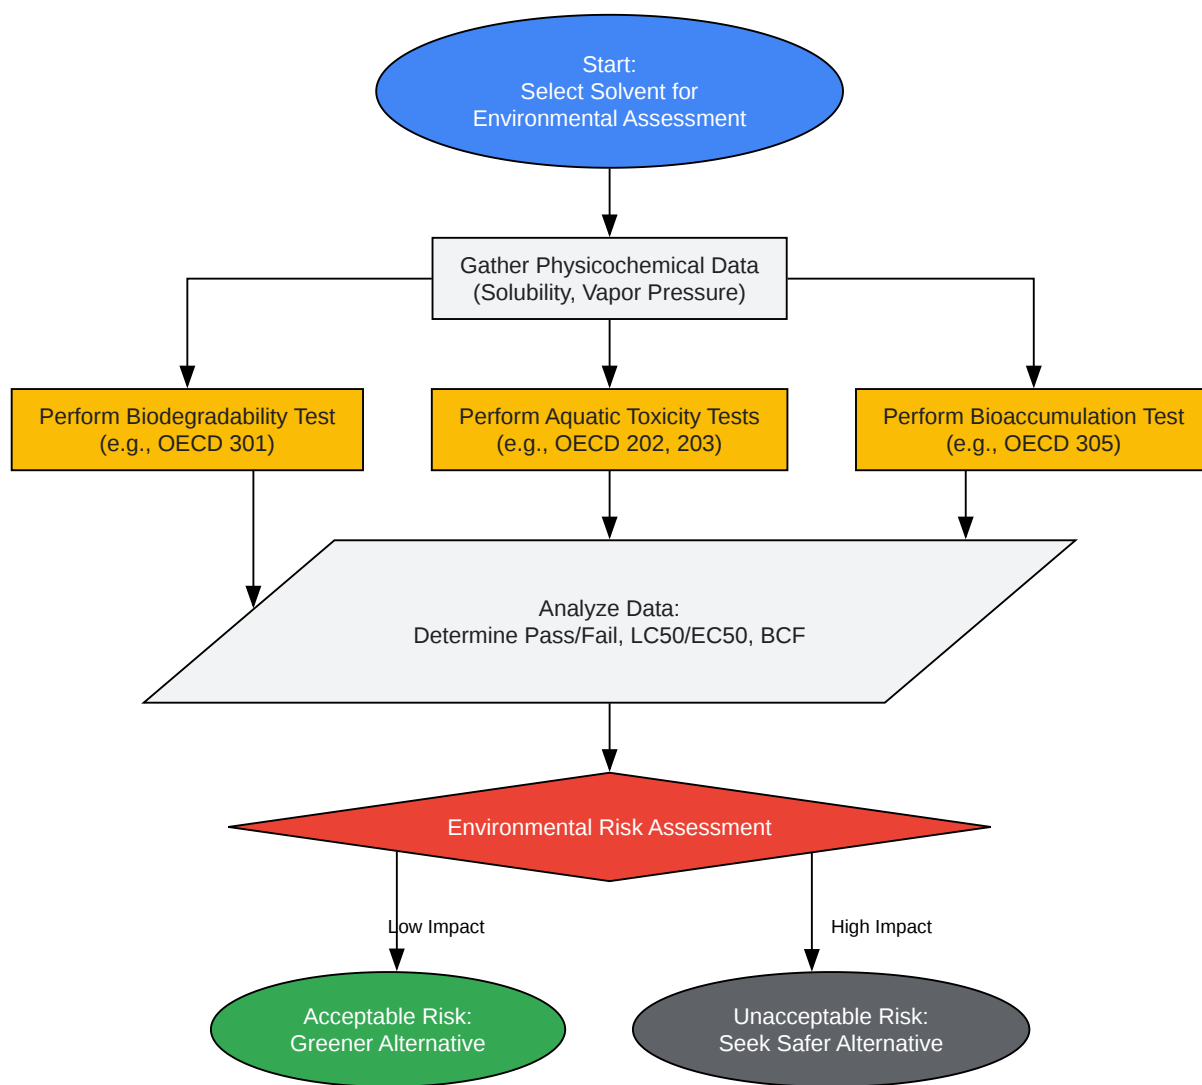 Start:
Select Solvent for
Environmental Assessment
Gather Physicochemical Data
(Solubility, Vapor Pressure)
Perform Biodegradability Test
(e.g., OECD 301)
Perform Aquatic Toxicity Tests
(e.g., OECD 202, 203)
Perform Bioaccumulation Test
(e.g., OECD 305)
Analyze Data:
Determine Pass/Fail, LC50/EC50, BCF
Environmental Risk Assessment
Low Impact
High Impact
Acceptable Risk:
Greener Alternative
Unacceptable Risk:
Seek Safer Alternative